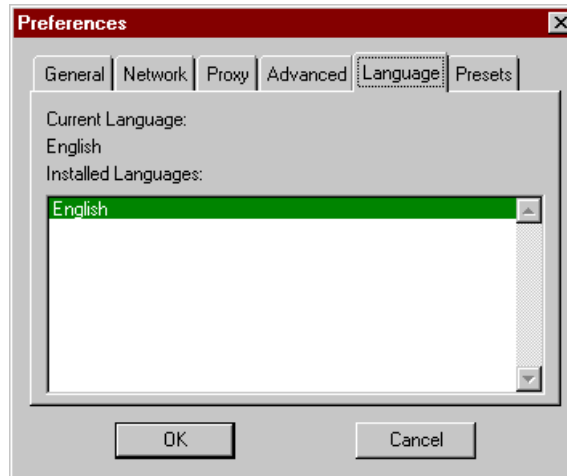 Preferences
General Network Proxy Advanced Language Presets
Current Language:
English
Installed Languages:
English
OK Cancel